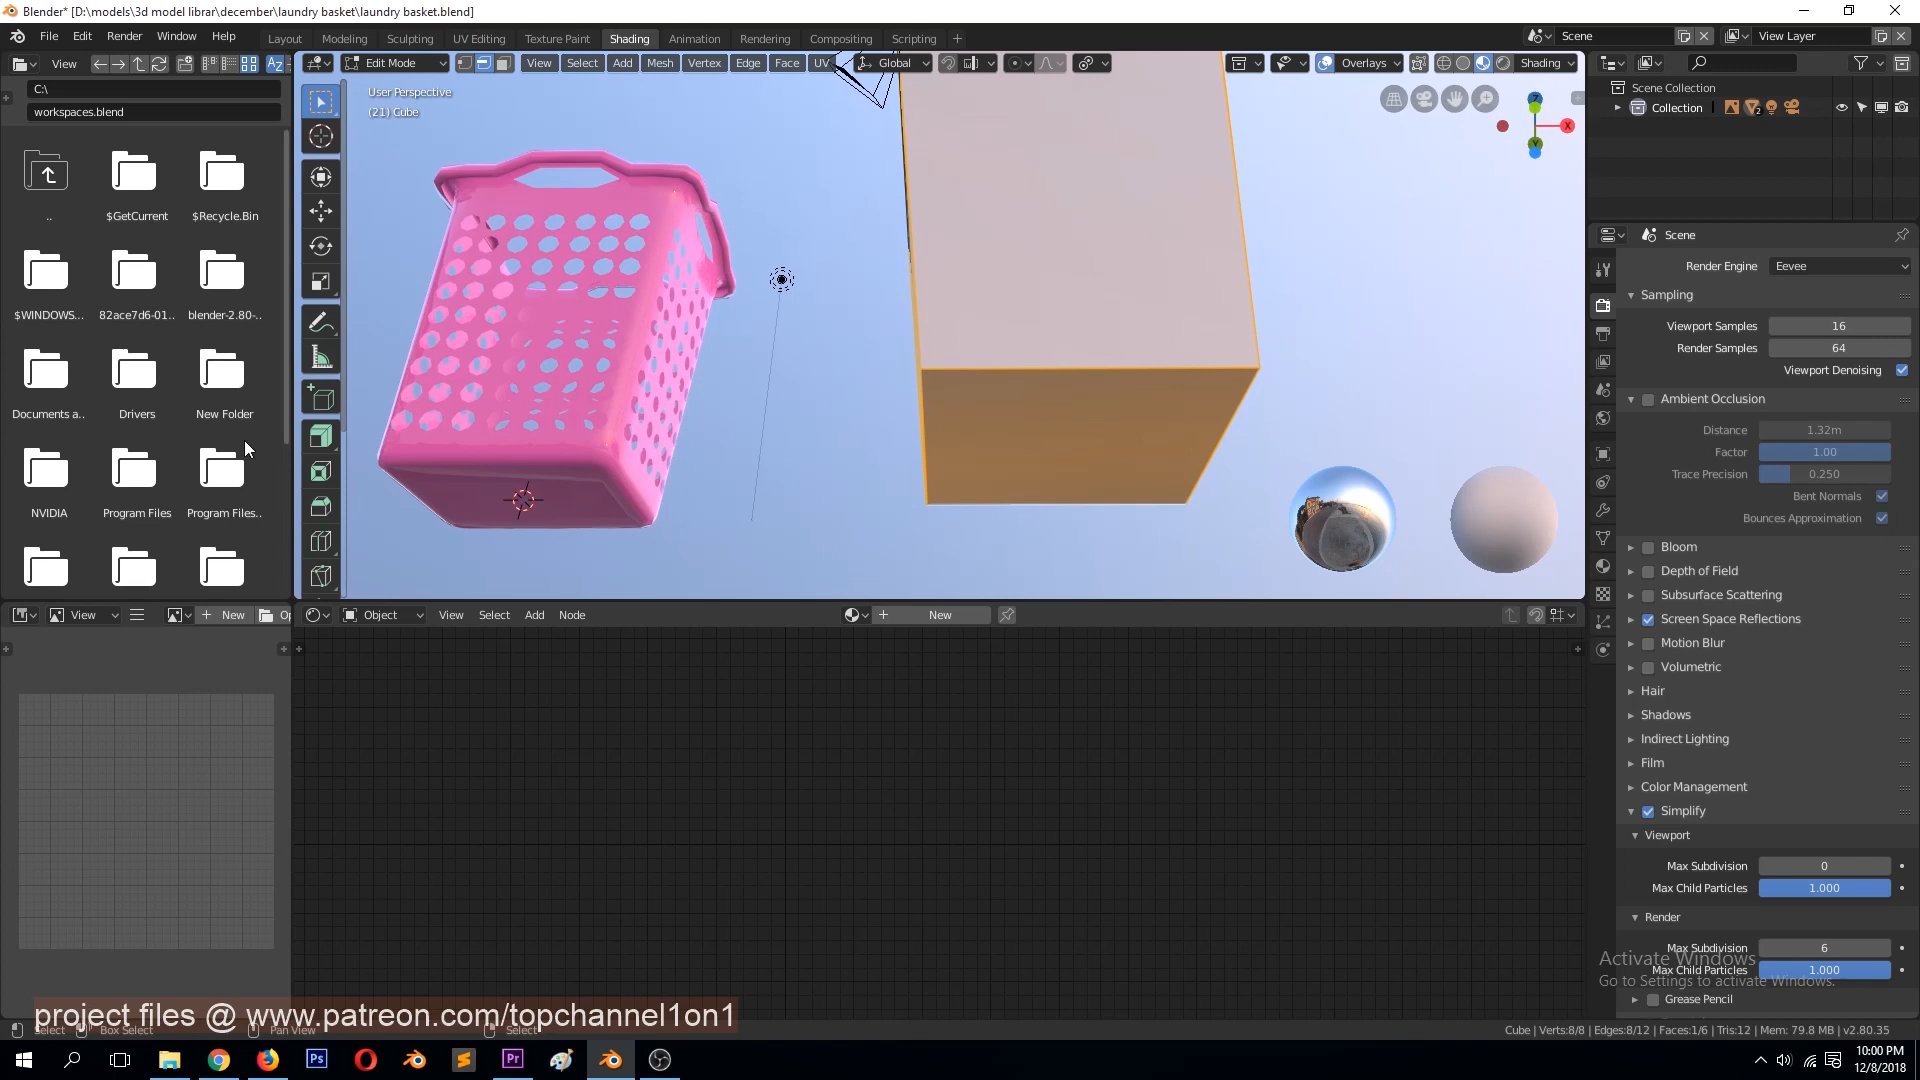 Blender* [D:\models\3d model librar\december\laundry basket\laundry basket.blend]
File Edit Render Window Help Layout Modeling Sculpting UV Editing Texture Paint Shading Animation Rendering Compositing Scripting + Scene View Layer
View Edit Mode View Select Add Mesh Vertex Edge Face UV Global Overlays Shading
C:\
workspaces.blend
User Perspective
(21) Cube
Scene Collection
Collection 2
Z X Y
.. $GetCurrent $Recycle.Bin
$WINDOWS... 82ace7d6-01.. blender-2.80-..
Documents a.. Drivers New Folder
NVIDIA Program Files Program Files..
Scene
Render Engine Eevee
Sampling
Viewport Samples 16
Render Samples 64
Viewport Denoising
Ambient Occlusion
Distance 1.32m
Factor 1.00
Trace Precision 0.250
Bent Normals
Bounces Approximation
Bloom
Depth of Field
Subsurface Scattering
Screen Space Reflections
Motion Blur
Volumetric
Hair
Shadows
Indirect Lighting
Film
Color Management
Simplify
Viewport
Max Subdivision 0
Max Child Particles 1.000
Render
Max Subdivision 6
Max Child Particles 1.000
Grease Pencil
View + New Op Object View Select Add Node + New
Activate Windows
Go to Settings to activate Windows.
project files @ www.patreon.com/topchannel1on1
Select Box Select Pan View Select
Cube | Verts:8/8 | Edges:8/12 | Faces:1/6 | Tris:12 | Mem: 79.8 MB | v2.80.35
Ps Pr
10:00 PM
12/8/2018